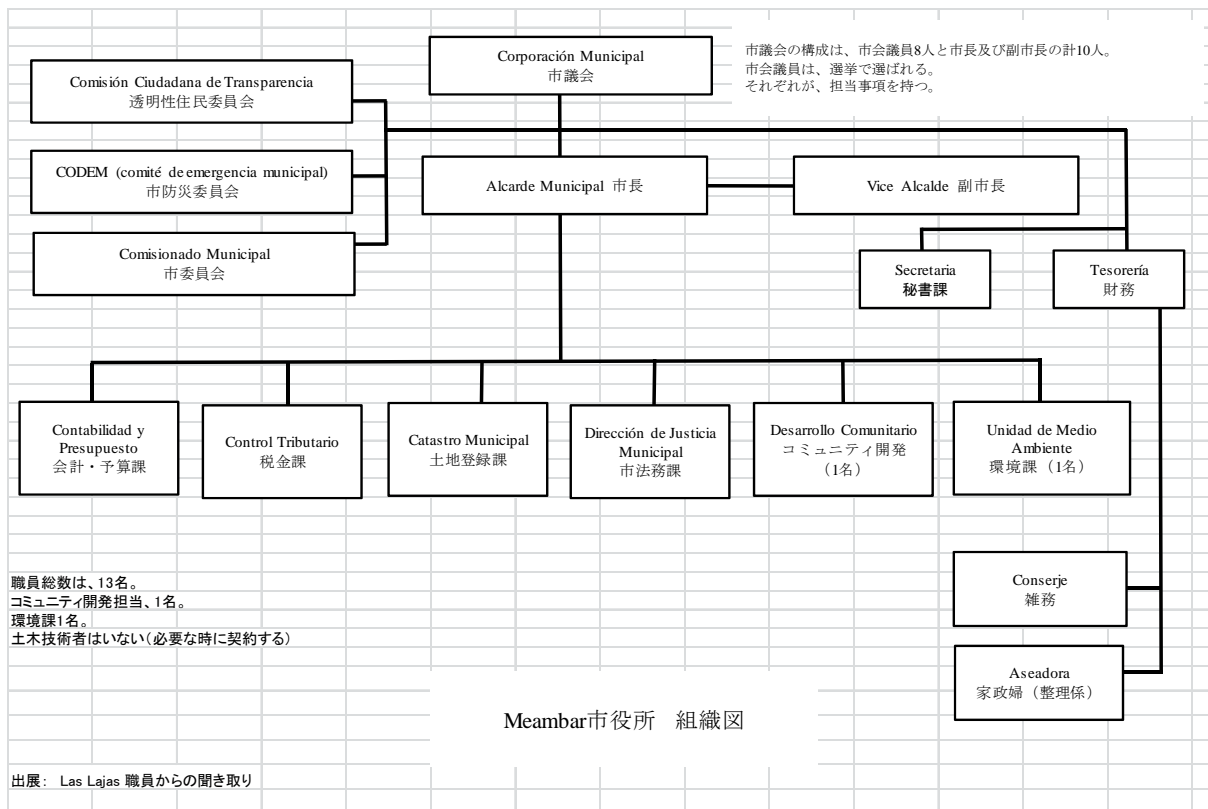 Corporación Municipal
市議会
市議会の構成は、市会議員8人と市長及び副市長の計10人。
市会議員は、選挙で選ばれる。
それぞれが、担当事項を持つ。
Comisión Ciudadana de Transparencia
透明性住民委員会
CODEM (comité de emergencia municipal)
市防災委員会
Alcarde Municipal 市長
Vice Alcalde 副市長
Comisionado Municipal
市委員会
Secretaria
秘書課
Tesorería
財務
Contabilidad y
Presupuesto
会計・予算課
Control Tributario
税金課
Catastro Municipal
土地登録課
Dirección de Justicia
Municipal
市法務課
Desarrollo Comunitario
コミュニティ開発
(1名)
Unidad de Medio
Ambiente
環境課(1名)
職員総数は、13名。
コミュニティ開発担当、1名。
環境課1名。
土木技術者はいない(必要な時に契約する)
Conserje
雑務
Aseadora
家政婦(整理係)
Meambar市役所 組織図
出展: Las Lajas 職員からの聞き取り